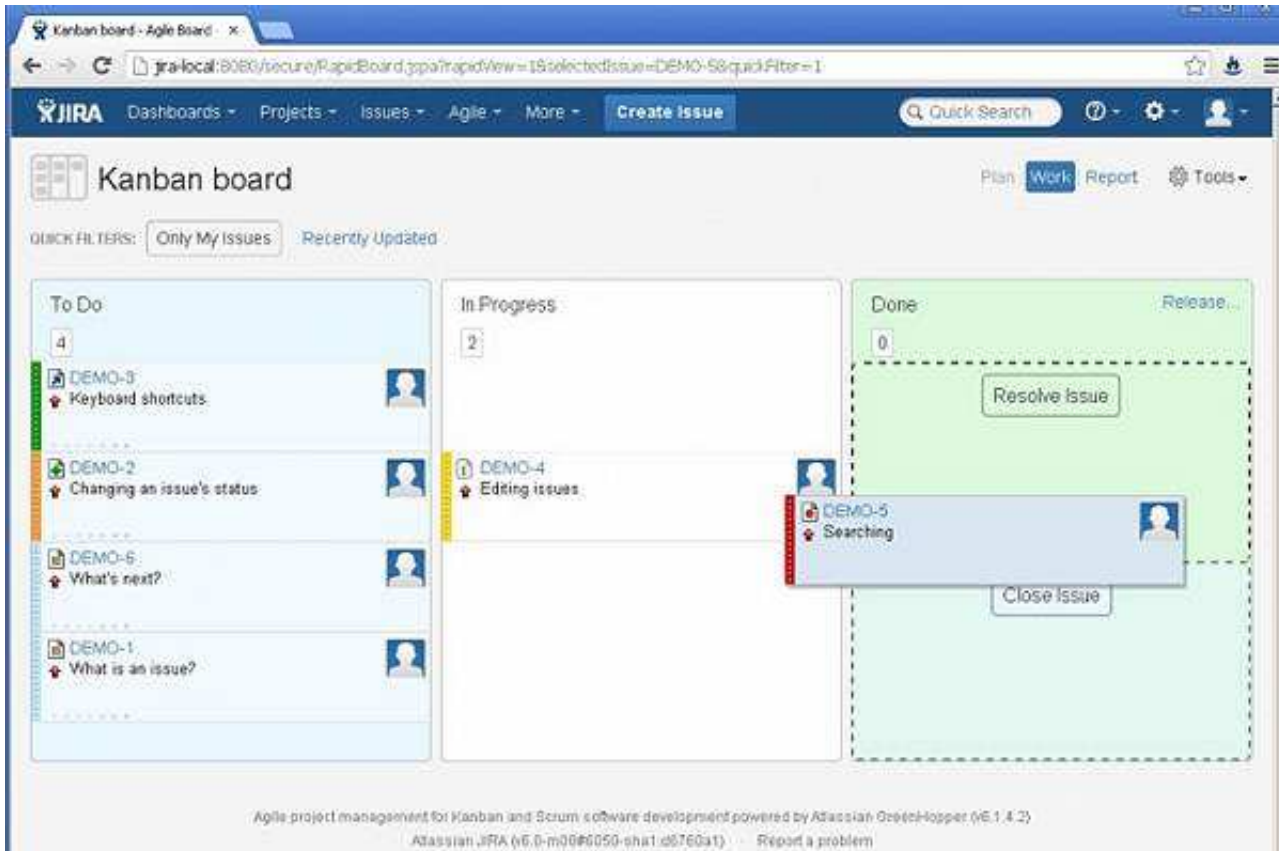 Kanban board - Agile Board
jira-local:8080/secure/RapidBoard.jspa?rapidView=1&selectedIssue=DEMO-5&quickFilter=1
JIRA Dashboards Projects Issues Agile More Create Issue Quick Search
Kanban board
Plan Work Report Tools
QUICK FILTERS: Only My Issues Recently Updated
To Do
4
DEMO-3
Keyboard shortcuts
DEMO-2
Changing an issue's status
DEMO-6
What's next?
DEMO-1
What is an issue?
In Progress
2
DEMO-4
Editing issues
DEMO-5
Searching
Done Release...
0
Resolve Issue
Close Issue
Agile project management for Kanban and Scrum software development powered by Atlassian GreenHopper (v6.1.4.2)
Atlassian JIRA Report a problem